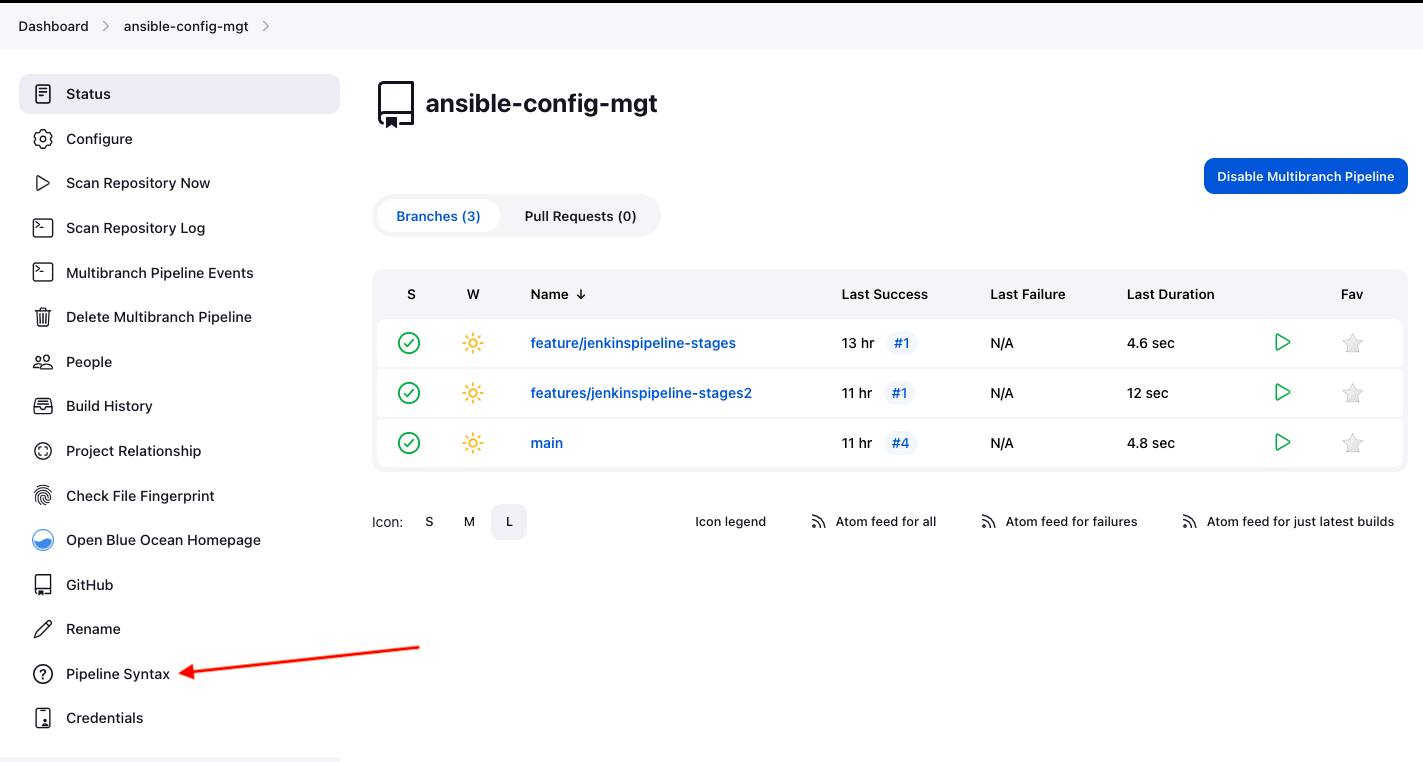 Dashboard > ansible-config-mgt >
Status
Configure
Scan Repository Now
Scan Repository Log
Multibranch Pipeline Events
Delete Multibranch Pipeline
People
Build History
Project Relationship
Check File Fingerprint
Open Blue Ocean Homepage
GitHub
Rename
Pipeline Syntax
Credentials
ansible-config-mgt
Disable Multibranch Pipeline
Branches (3) Pull Requests (0)
S W Name ↓ Last Success Last Failure Last Duration Fav
feature/jenkinspipeline-stages 13 hr #1 N/A 4.6 sec
features/jenkinspipeline-stages2 11 hr #1 N/A 12 sec
main 11 hr #4 N/A 4.8 sec
Icon: S M L Icon legend Atom feed for all Atom feed for failures Atom feed for just latest builds